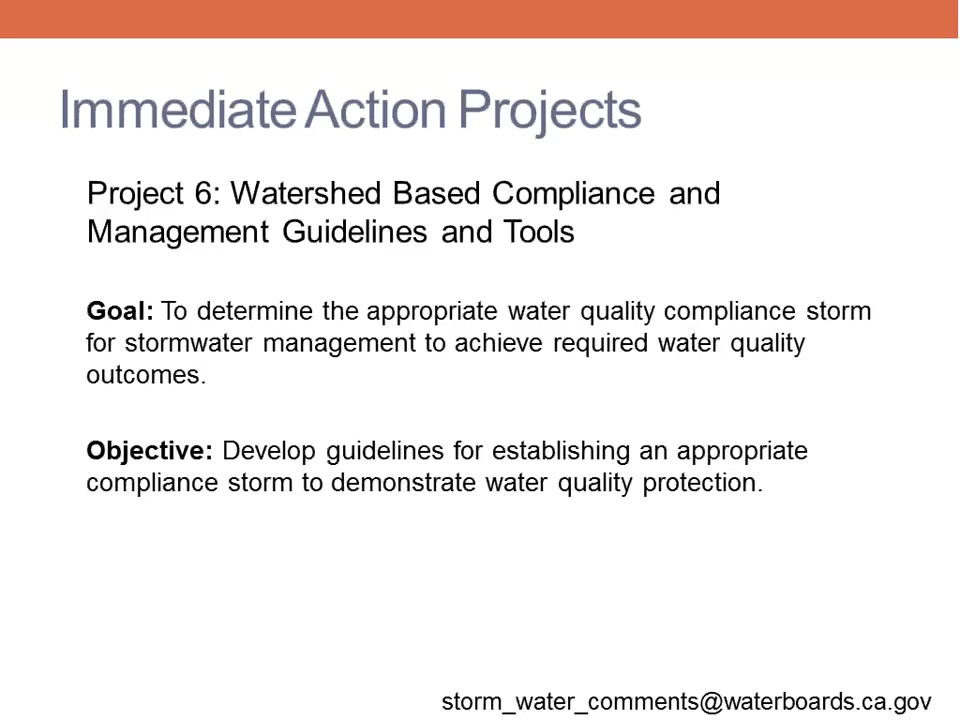 Immediate Action Projects
Project 6: Watershed Based Compliance and
Management Guidelines and Tools
Goal: To determine the appropriate water quality compliance storm
for stormwater management to achieve required water quality
outcomes.
Objective: Develop guidelines for establishing an appropriate
compliance storm to demonstrate water quality protection.
storm_water_comments@waterboards.ca.gov